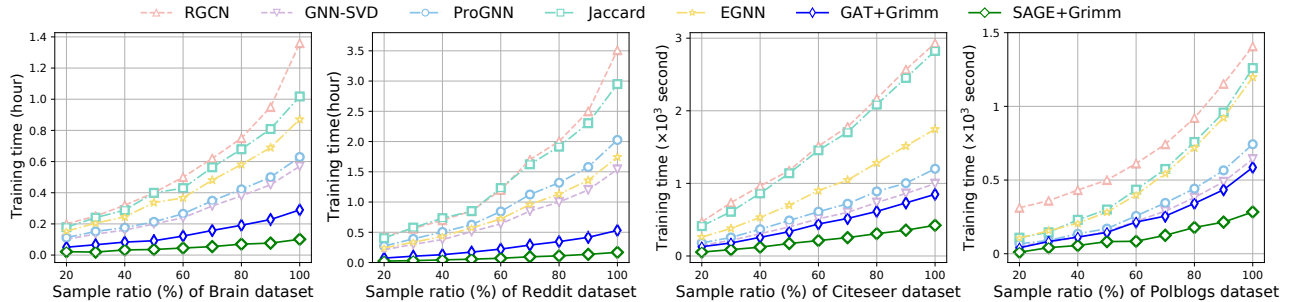 RGCN GNN-SVD ProGNN Jaccard EGNN GAT+Grimm SAGE+Grimm
Training time (hour)
1.4
1.2
1.0
0.8
0.6
0.4
0.2
0.0
20 40 60 80 100
Sample ratio (%) of Brain dataset
Training time(hour)
3.5
3.0
2.5
2.0
1.5
1.0
0.5
0.0
20 40 60 80 100
Sample ratio (%) of Reddit dataset
Training time (×10³ second)
3
2
1
0
20 40 60 80 100
Sample ratio (%) of Citeseer dataset
Training time (×10³ second)
1.5
1.0
0.5
0
20 40 60 80 100
Sample ratio (%) of Polblogs dataset